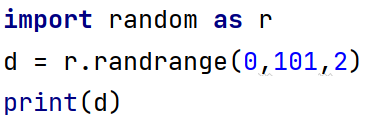 import random as r
d = r.randrange(0,101,2)
print(d)